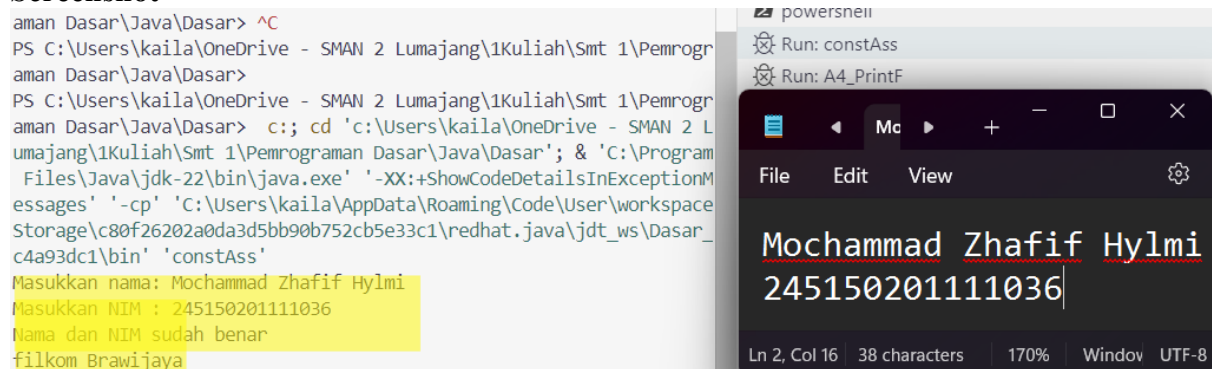 aman Dasar\Java\Dasar> ^C
PS C:\Users\kaila\OneDrive - SMAN 2 Lumajang\1Kuliah\Smt 1\Pemrogr
aman Dasar\Java\Dasar>
PS C:\Users\kaila\OneDrive - SMAN 2 Lumajang\1Kuliah\Smt 1\Pemrogr
aman Dasar\Java\Dasar>  c:; cd 'c:\Users\kaila\OneDrive - SMAN 2 L
umajang\1Kuliah\Smt 1\Pemrograman Dasar\Java\Dasar'; & 'C:\Program
 Files\Java\jdk-22\bin\java.exe' '-XX:+ShowCodeDetailsInExceptionM
essages' '-cp' 'C:\Users\kaila\AppData\Roaming\Code\User\workspace
Storage\c80f26202a0da3d5bb90b752cb5e33c1\redhat.java\jdt_ws\Dasar_
c4a93dc1\bin' 'constAss'
Masukkan nama: Mochammad Zhafif Hylmi
Masukkan NIM : 245150201111036
Nama dan NIM sudah benar
filkom Brawijaya
powershell
Run: constAss
Run: A4_PrintF
Mo
File Edit View
Mochammad Zhafif Hylmi
245150201111036
Ln 2, Col 16 38 characters 170% Window UTF-8